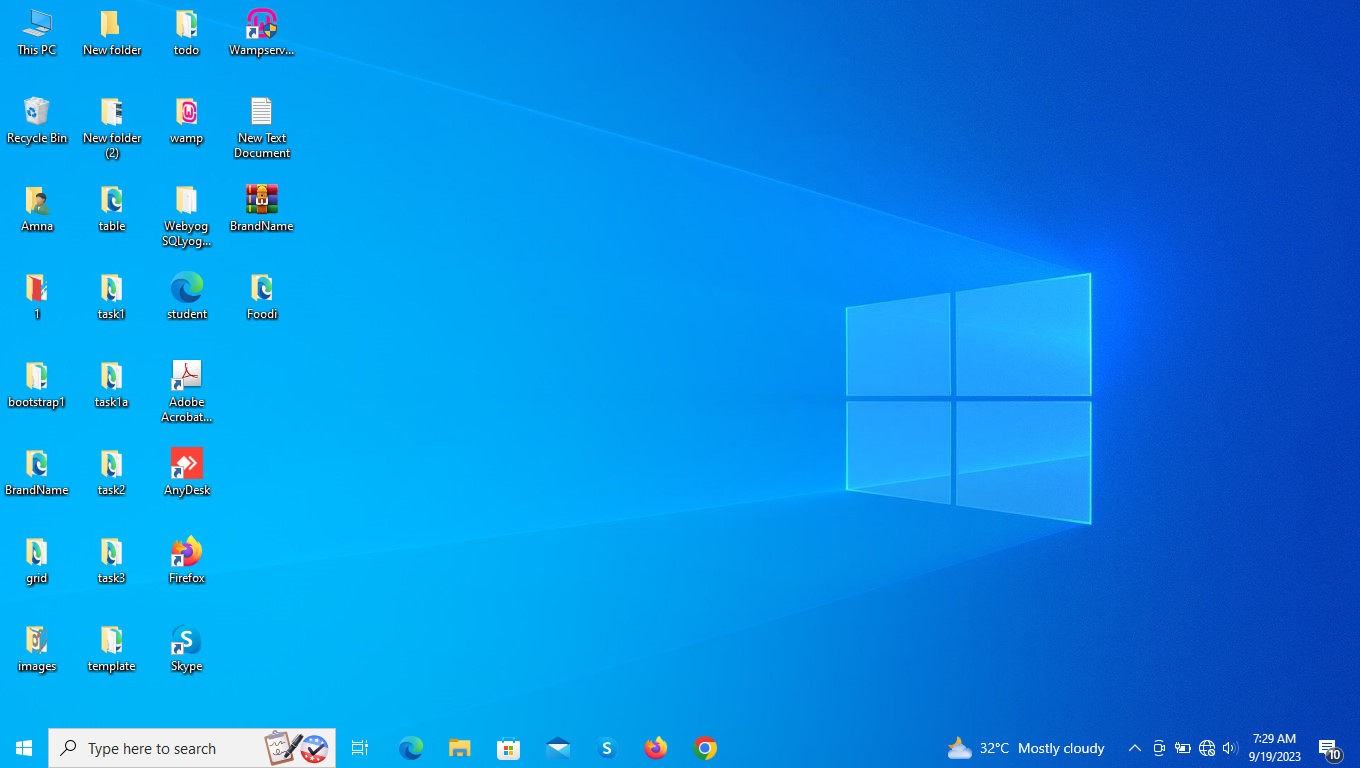 This PC
New folder
todo
Wampserv...
Recycle Bin
New folder
(2)
wamp
New Text
Document
Amna
table
Webyog
SQLyog...
BrandName
1
task1
student
Foodi
bootstrap1
task1a
Adobe
Acrobat...
BrandName
task2
AnyDesk
grid
task3
Firefox
images
template
Skype
Type here to search
32°C Mostly cloudy
7:29 AM
9/19/2023
10